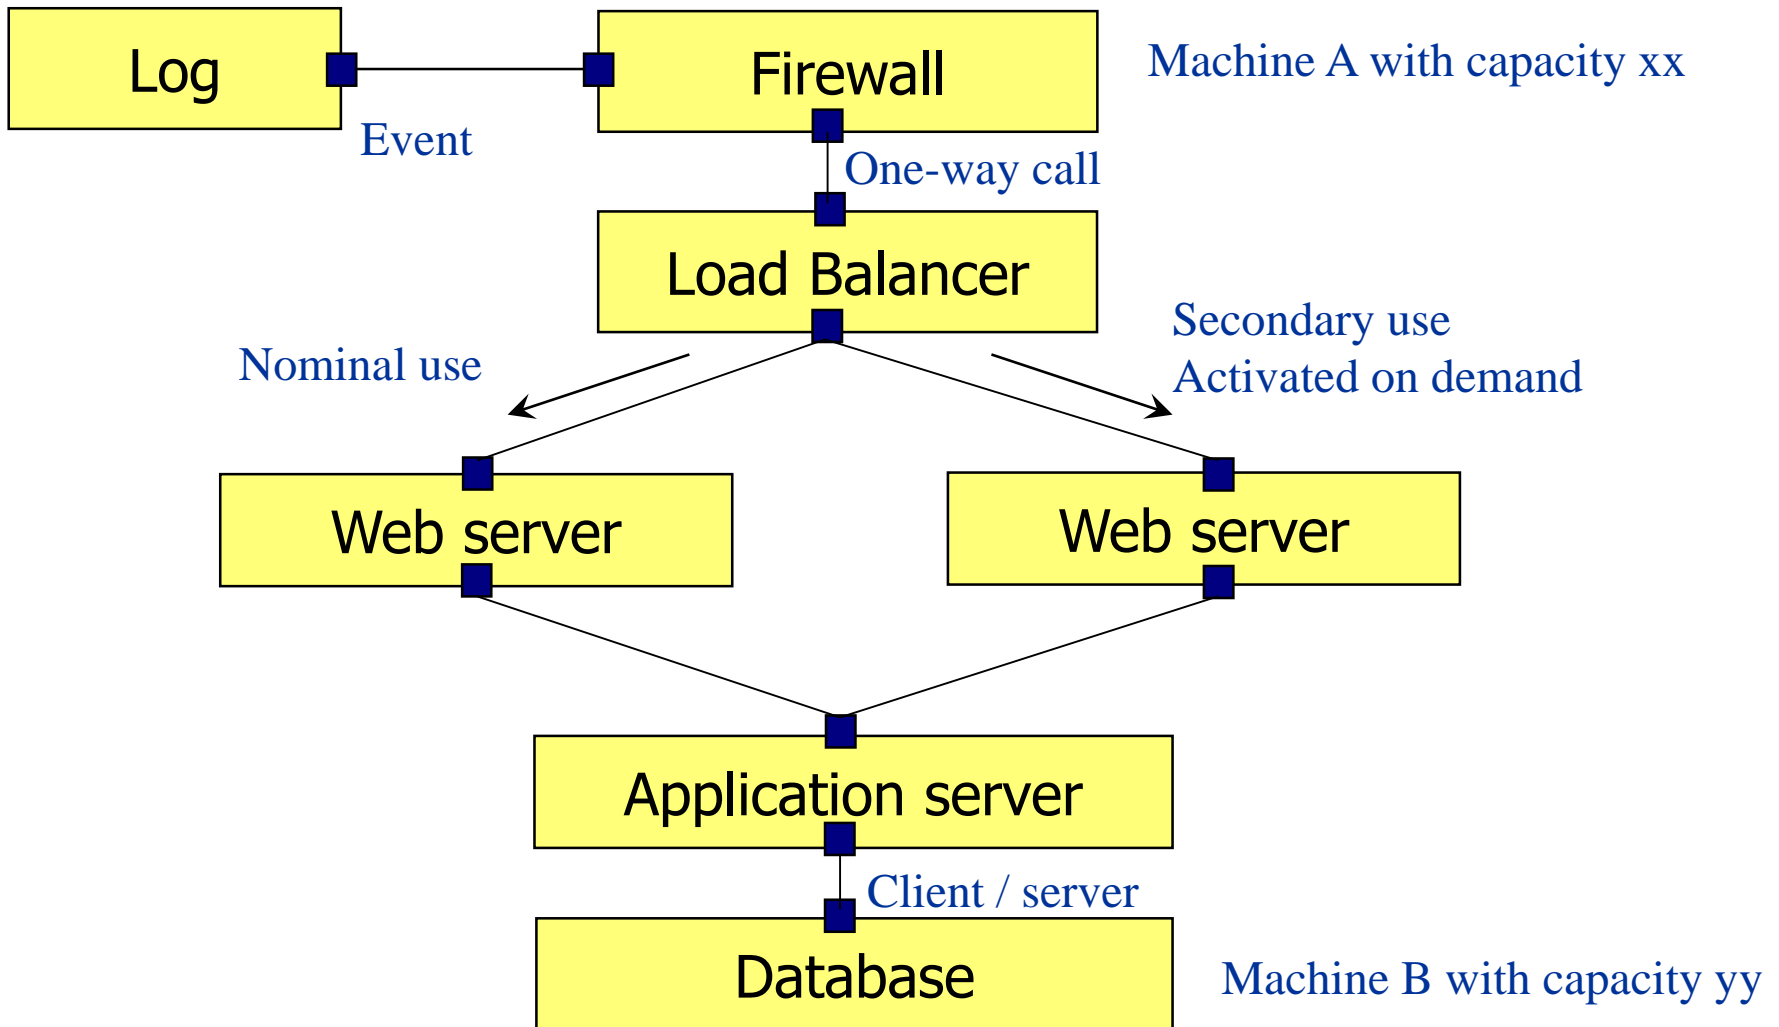 Log
Firewall
Machine A with capacity xx
Event
One-way call
Load Balancer
Nominal use
Secondary use
Activated on demand
Web server
Web server
Application server
Client / server
Database
Machine B with capacity yy